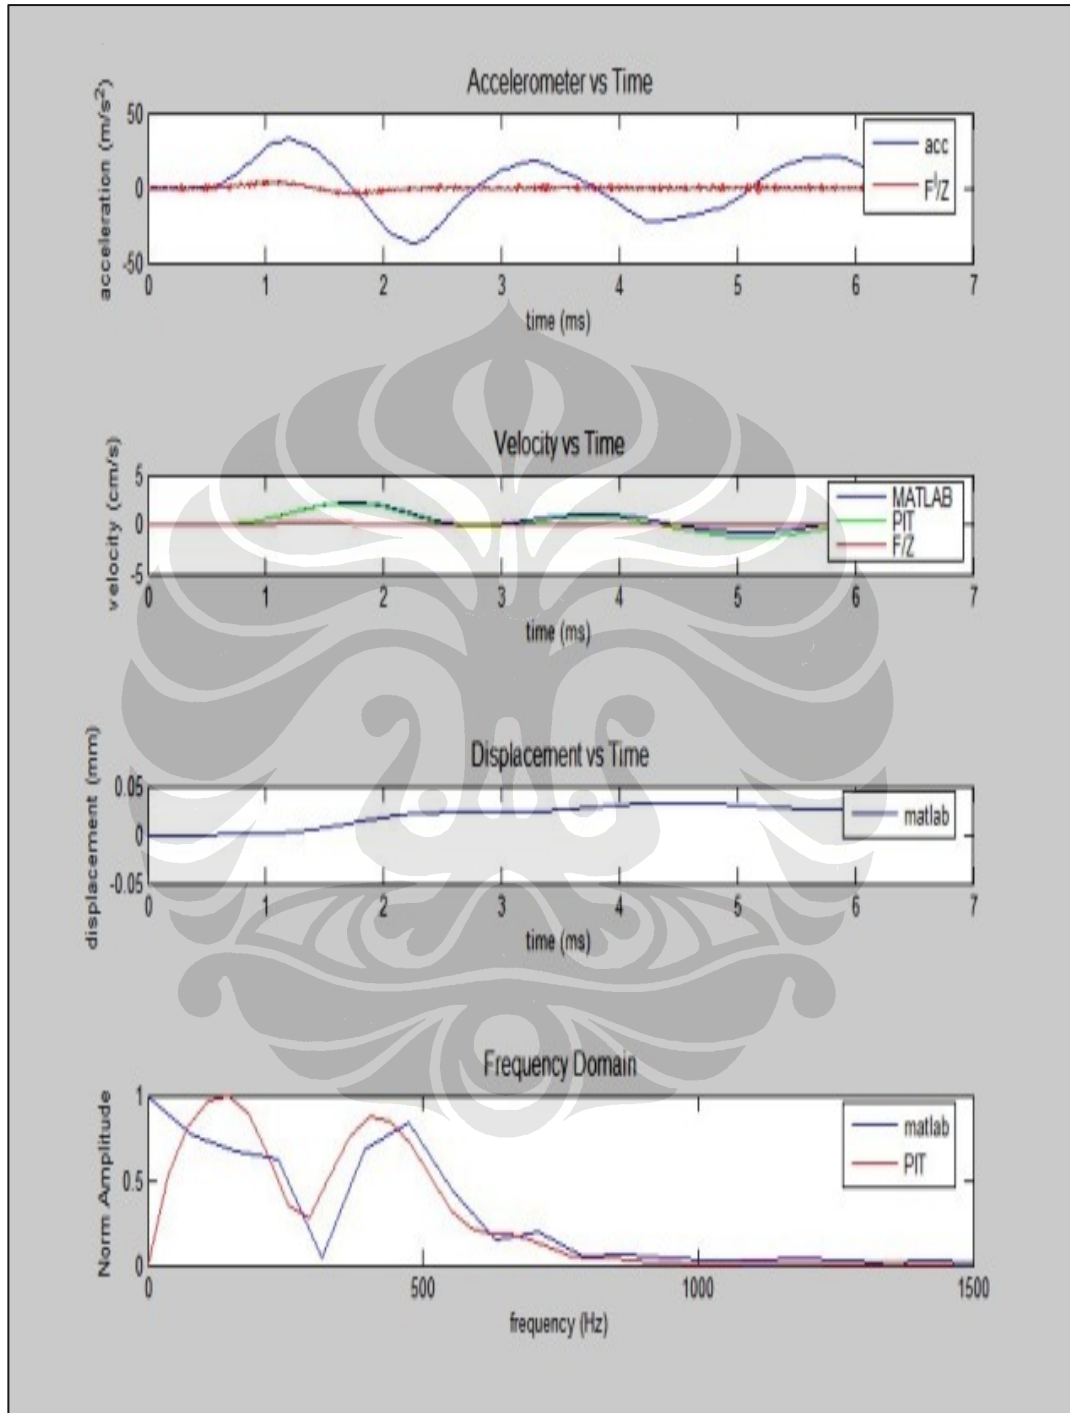 Accelerometer vs Time
acceleration (m/s²)
50
0
-50
acc
F/Z
0 1 2 3 4 5 6 7
time (ms)
Velocity vs Time
velocity (cm/s)
5
0
-5
MATLAB
PIT
F/Z
0 1 2 3 4 5 6 7
time (ms)
Displacement vs Time
displacement (mm)
0.05
0
-0.05
matlab
0 1 2 3 4 5 6 7
time (ms)
Frequency Domain
Norm Amplitude
1
0.5
0
matlab
PIT
0 500 1000 1500
frequency (Hz)